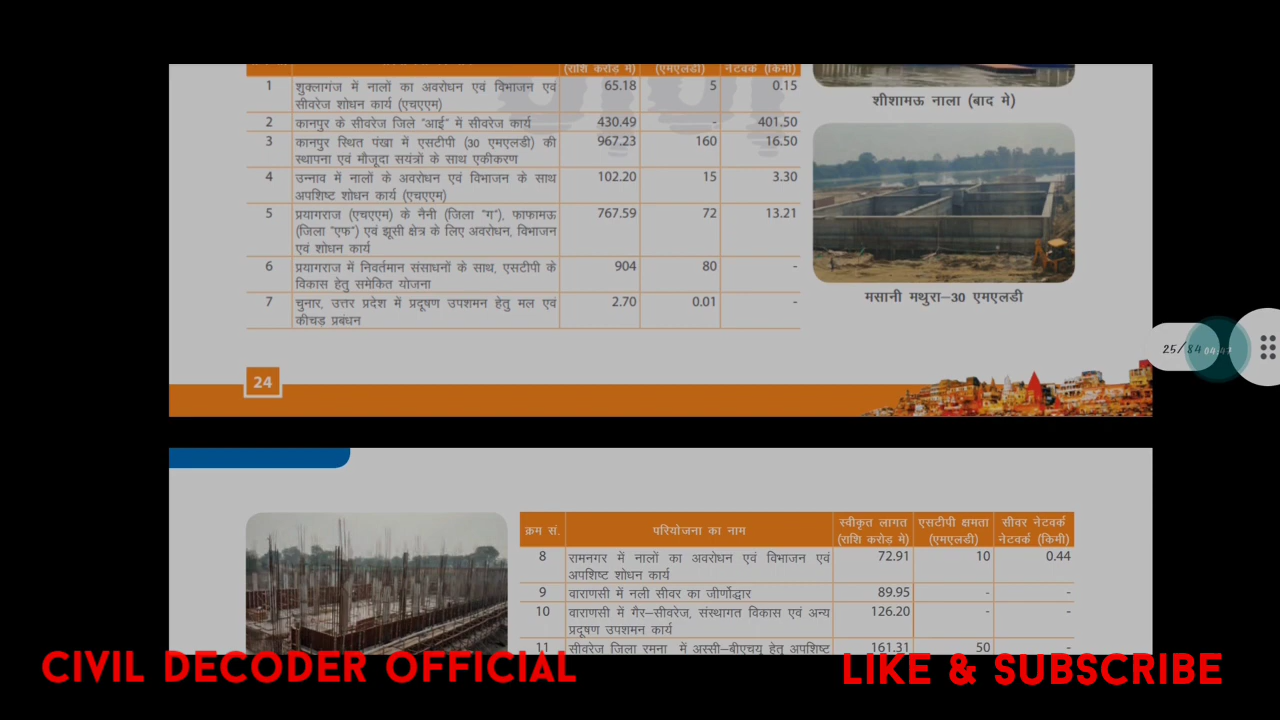 (राशि करोड़ में) (एमएलडी) नेटवर्क (किमी)
1 शुक्लागंज में नालों का अवरोधन एवं विभाजन एवं 65.18 5 0.15
सीवरेज शोधन कार्य (एचएएम)
2 कानपुर के सीवरेज जिले "आई" में सीवरेज कार्य 430.49 - 401.50
3 कानपुर स्थित पंखा में एसटीपी (30 एमएलडी) की 967.23 160 16.50
स्थापना एवं मौजूदा सयंत्रों के साथ एकीकरण
4 उन्नाव में नालों के अवरोधन एवं विभाजन के साथ 102.20 15 3.30
अपशिष्ट शोधन कार्य (एचएएम)
5 प्रयागराज (एचएएम) के नैनी (जिला "ग"), फाफामऊ 767.59 72 13.21
(जिला "एफ") एवं झूसी क्षेत्र के लिए अवरोधन, विभाजन
एवं शोधन कार्य
6 प्रयागराज में निवर्तमान संसाधनों के साथ, एसटीपी के 904 80 -
विकास हेतु समेकित योजना
7 चुनार, उत्तर प्रदेश में प्रदूषण उपशमन हेतु मल एवं 2.70 0.01 -
कीचड़ प्रबंधन
शीशामऊ नाला (बाद मे)
मसानी मथुरा–30 एमएलडी
25/84
04:47
24
क्रम सं. परियोजना का नाम स्वीकृत लागत एसटीपी क्षमता सीवर नेटवर्क
(राशि करोड़ मे) (एमएलडी) नेटवर्क (किमी)
8 रामनगर में नालों का अवरोधन एवं विभाजन एवं 72.91 10 0.44
अपशिष्ट शोधन कार्य
9 वाराणसी में नली सीवर का जीर्णोद्धार 89.95 - -
10 वाराणसी में गैर–सीवरेज, संस्थागत विकास एवं अन्य 126.20 - -
प्रदूषण उपशमन कार्य
11 सीवरेज जिला रमना में अस्सी–बीएचयू हेतु अपशिष्ट 161.31 50 -
CIVIL DECODER OFFICIAL
LIKE & SUBSCRIBE